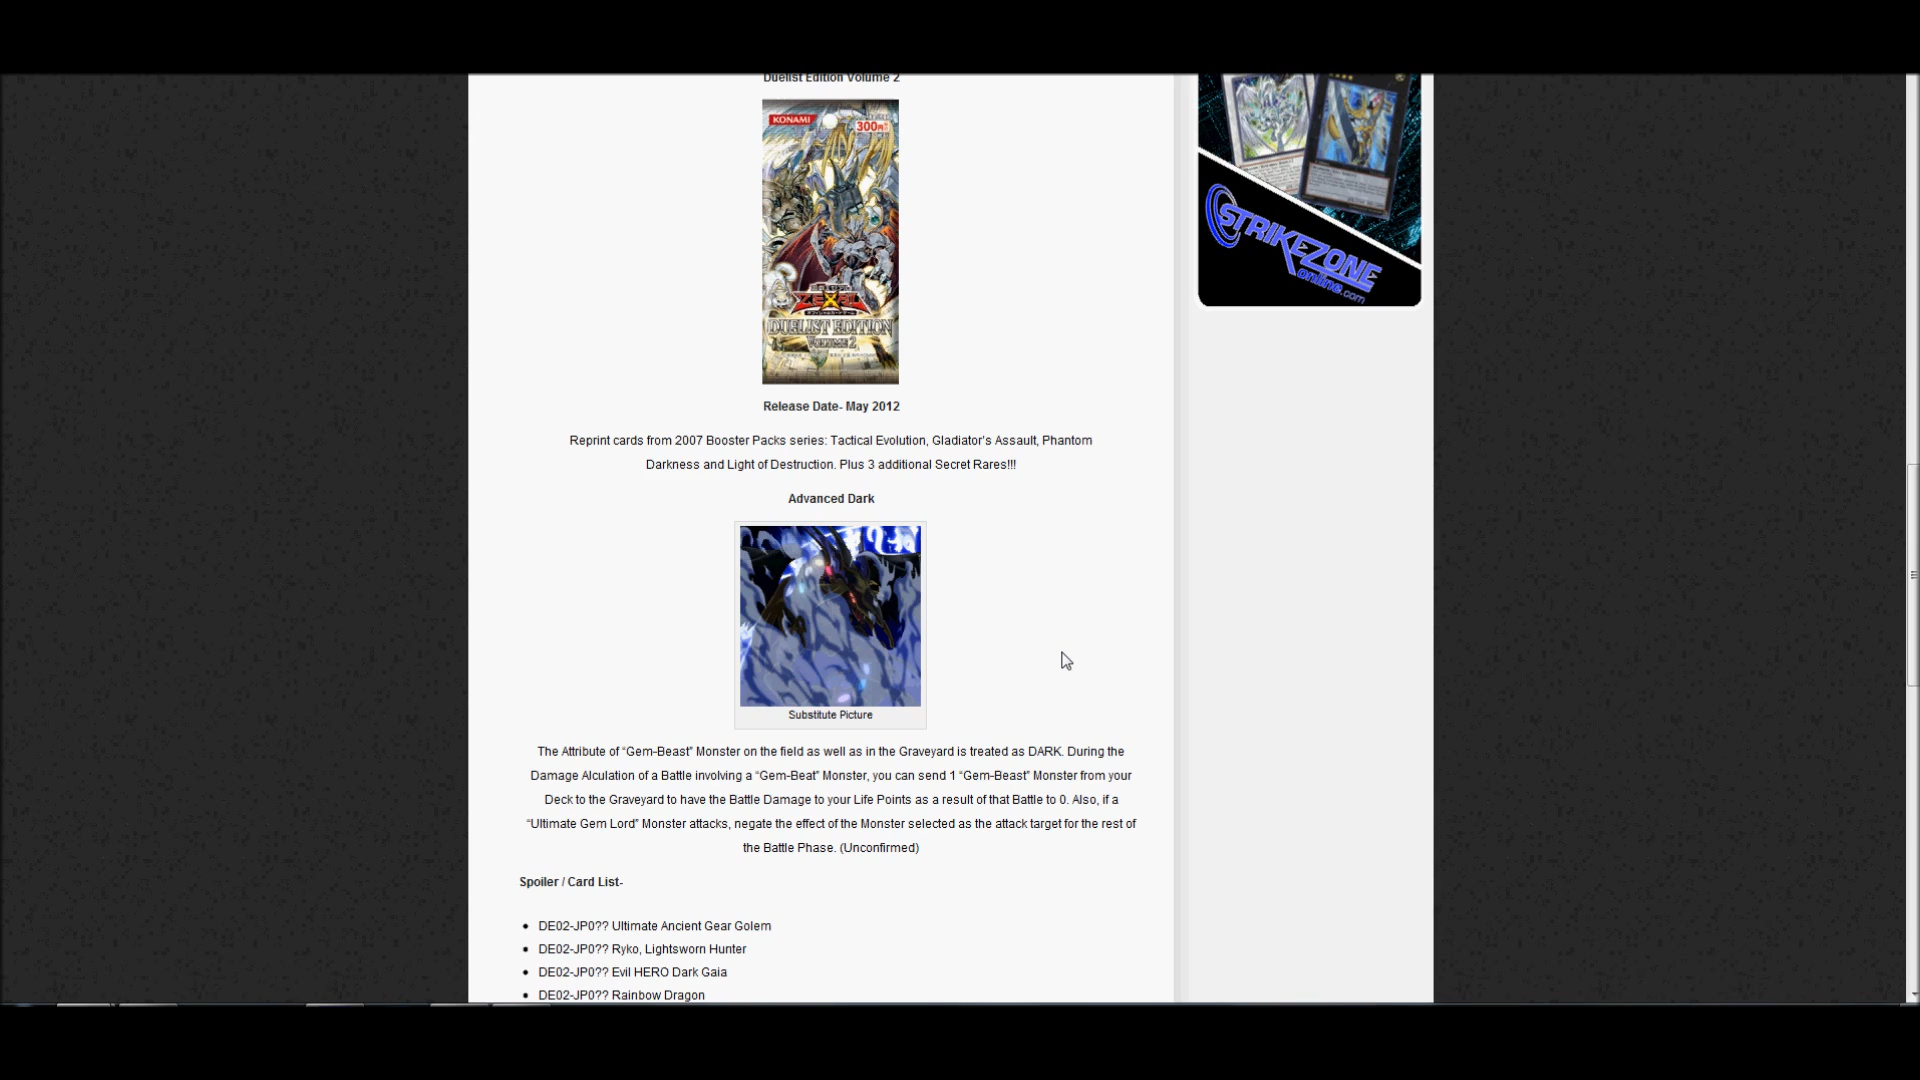 Duelist Edition Volume 2
KONAMI
300円
ZEXAL
DUELIST EDITION
Volume 2
STRIKEZONE
online.com
Release Date- May 2012
Reprint cards from 2007 Booster Packs series: Tactical Evolution, Gladiator's Assault, Phantom
Darkness and Light of Destruction. Plus 3 additional Secret Rares!!!
Advanced Dark
Substitute Picture
The Attribute of “Gem-Beast” Monster on the field as well as in the Graveyard is treated as DARK. During the
Damage Alculation of a Battle involving a “Gem-Beat” Monster, you can send 1 “Gem-Beast” Monster from your
Deck to the Graveyard to have the Battle Damage to your Life Points as a result of that Battle to 0. Also, if a
“Ultimate Gem Lord” Monster attacks, negate the effect of the Monster selected as the attack target for the rest of
the Battle Phase. (Unconfirmed)
Spoiler / Card List-
DE02-JP0?? Ultimate Ancient Gear Golem
DE02-JP0?? Ryko, Lightsworn Hunter
DE02-JP0?? Evil HERO Dark Gaia
DE02-JP0?? Rainbow Dragon